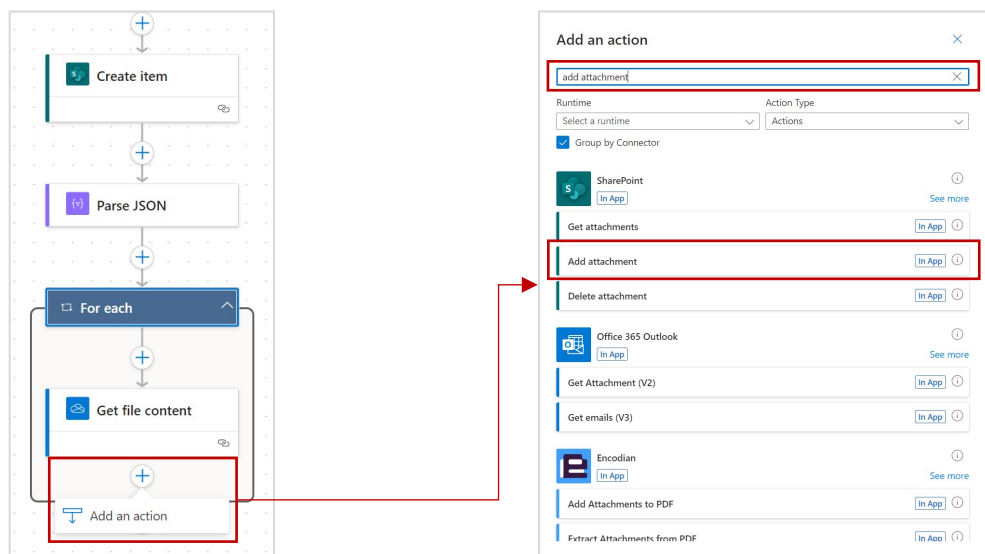 Create item
Parse JSON
For each
Get file content
Add an action
Add an action
add attachment
Runtime
Action Type
Select a runtime
Actions
Group by Connector
SharePoint
In App
See more
Get attachments
In App
Add attachment
In App
Delete attachment
In App
Office 365 Outlook
In App
See more
Get Attachment (V2)
In App
Get emails (V3)
In App
Encodian
In App
See more
Add Attachments to PDF
In App
Extract Attachments from PDF
In App